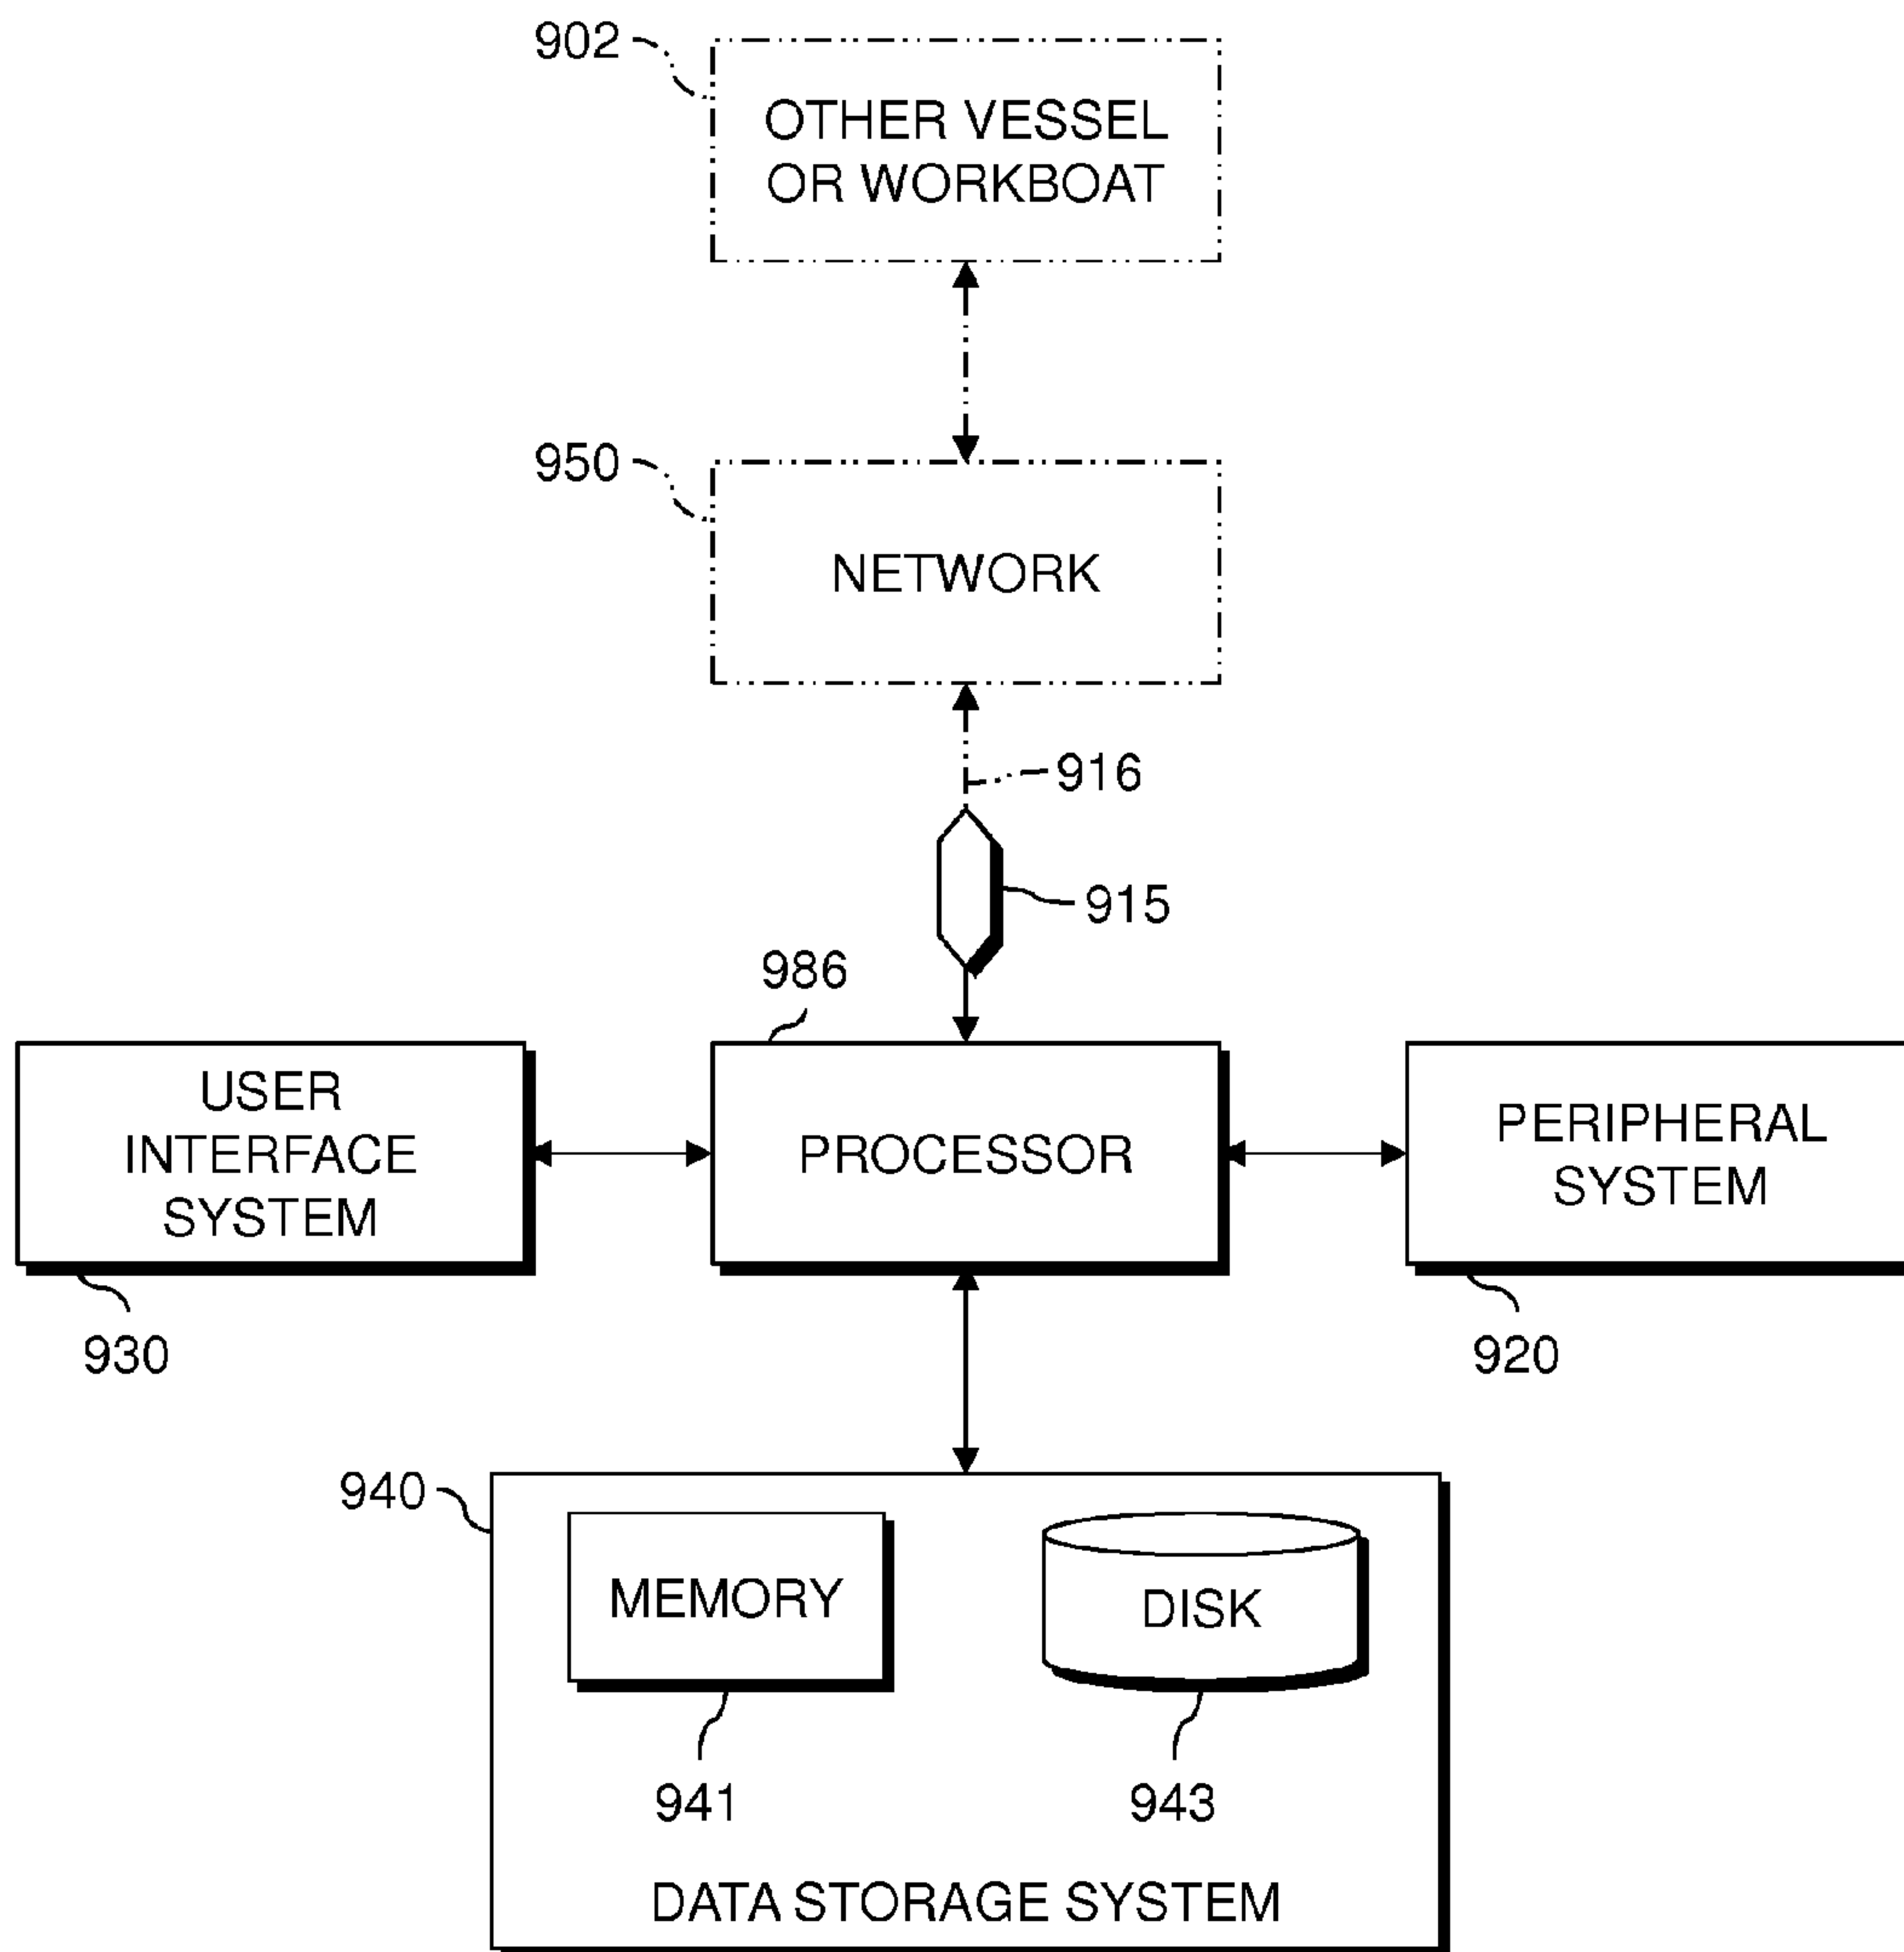 902
OTHER VESSEL
OR WORKBOAT
950
NETWORK
916
915
986
USER
INTERFACE
SYSTEM
PROCESSOR
PERIPHERAL
SYSTEM
930
920
940
MEMORY
DISK
941
943
DATA STORAGE SYSTEM